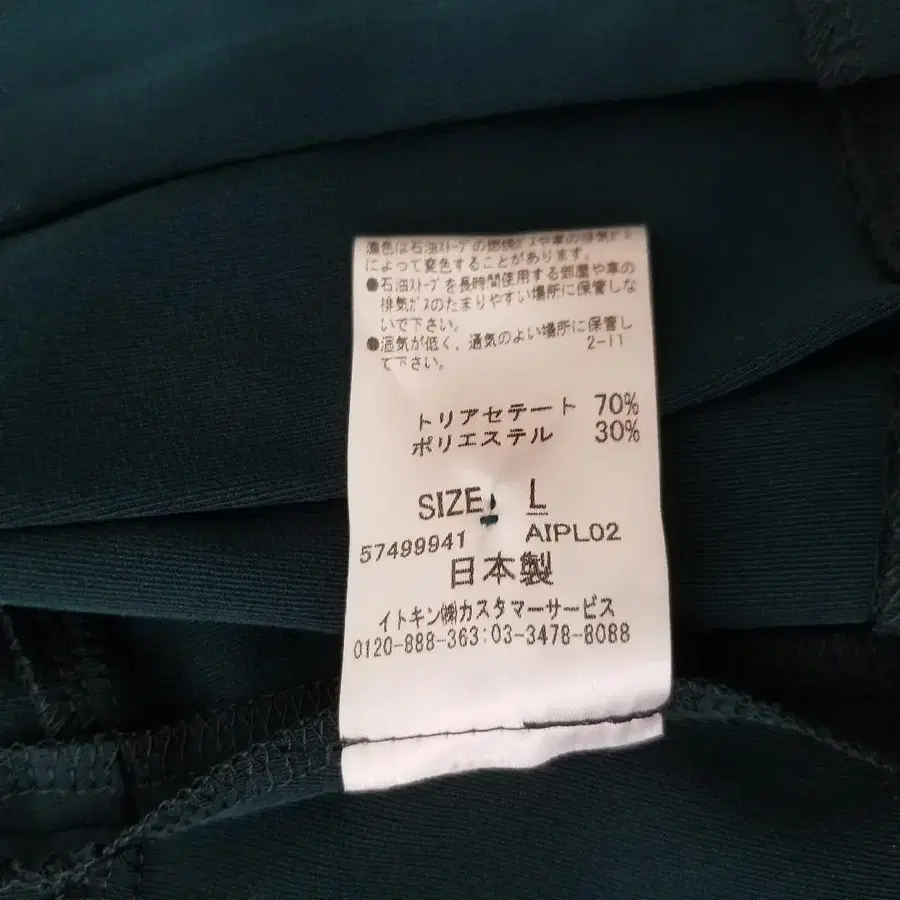 濃色は石油ｽﾄｰﾌﾞの燃焼ｶﾞｽや車の排気ｶﾞｽ
によって変色することがあります。
●石油ｽﾄｰﾌﾞを長時間使用する部屋や車の
排気ｶﾞｽのたまりやすい場所に保管しな
いで下さい。
●湿気が低く、通気のよい場所に保管し
て下さい。 2-11
トリアセテート 70%
ポリエステル 30%
SIZE L
57499941 AIPL02
日本製
イトキン㈱カスタマーサービス
0120-888-363:03-3478-8088